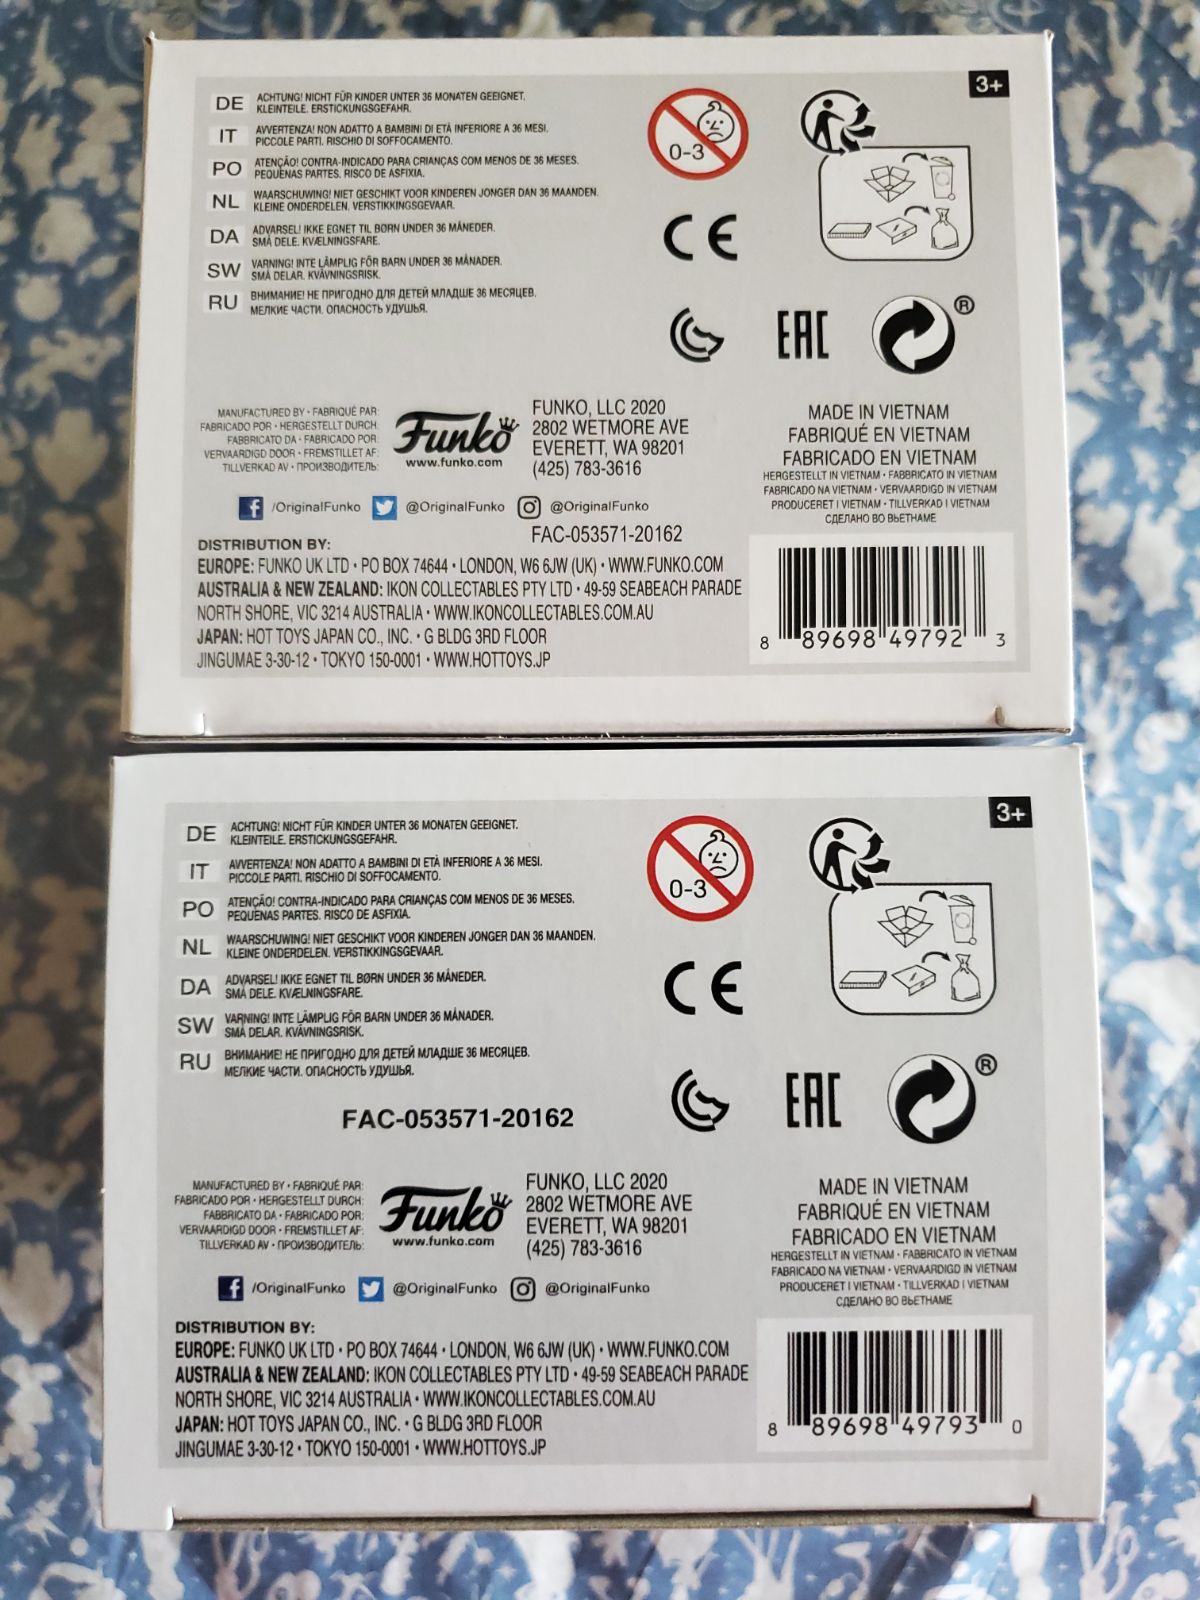 3+
DE ACHTUNG! NICHT FÜR KINDER UNTER 36 MONATEN GEEIGNET.
KLEINTEILE. ERSTICKUNGSGEFAHR.
IT AVVERTENZA! NON ADATTO A BAMBINI DI ETÀ INFERIORE A 36 MESI.
PICCOLE PARTI. RISCHIO DI SOFFOCAMENTO.
PO ATENÇÃO! CONTRA-INDICADO PARA CRIANÇAS COM MENOS DE 36 MESES.
PEQUENAS PARTES. RISCO DE ASFIXIA.
NL WAARSCHUWING! NIET GESCHIKT VOOR KINDEREN JONGER DAN 36 MAANDEN.
KLEINE ONDERDELEN. VERSTIKKINGSGEVAAR.
DA ADVARSEL! IKKE EGNET TIL BØRN UNDER 36 MÅNEDER.
SMÅ DELE. KVÆLNINGSFARE.
SW VARNING! INTE LÄMPLIG FÖR BARN UNDER 36 MÅNADER.
SMÅ DELAR. KVÄVNINGSRISK.
RU ВНИМАНИЕ! НЕ ПРИГОДНО ДЛЯ ДЕТЕЙ МЛАДШЕ 36 МЕСЯЦЕВ.
МЕЛКИЕ ЧАСТИ. ОПАСНОСТЬ УДУШЬЯ.
0-3
CE
EAC
®
MANUFACTURED BY • FABRIQUÉ PAR:
FABRICADO POR • HERGESTELLT DURCH:
FABBRICATO DA • FABRICADO POR:
VERVAARDIGD DOOR • FREMSTILLET AF:
TILLVERKAD AV • ПРОИЗВОДИТЕЛЬ:
Funko
www.funko.com
FUNKO, LLC 2020
2802 WETMORE AVE
EVERETT, WA 98201
(425) 783-3616
MADE IN VIETNAM
FABRIQUÉ EN VIETNAM
FABRICADO EN VIETNAM
HERGESTELLT IN VIETNAM • FABBRICATO IN VIETNAM
FABRICADO NA VIETNAM • VERVAARDIGD IN VIETNAM
PRODUCERET I VIETNAM • TILLVERKAD I VIETNAM
СДЕЛАНО ВО ВЬЕТНАМЕ
/OriginalFunko @OriginalFunko @OriginalFunko
FAC-053571-20162
DISTRIBUTION BY:
EUROPE: FUNKO UK LTD • PO BOX 74644 • LONDON, W6 6JW (UK) • WWW.FUNKO.COM
AUSTRALIA & NEW ZEALAND: IKON COLLECTABLES PTY LTD • 49-59 SEABEACH PARADE
NORTH SHORE, VIC 3214 AUSTRALIA • WWW.IKONCOLLECTABLES.COM.AU
JAPAN: HOT TOYS JAPAN CO., INC. • G BLDG 3RD FLOOR
JINGUMAE 3-30-12 • TOKYO 150-0001 • WWW.HOTTOYS.JP
8 89698 49792 3
3+
DE ACHTUNG! NICHT FÜR KINDER UNTER 36 MONATEN GEEIGNET.
KLEINTEILE. ERSTICKUNGSGEFAHR.
IT AVVERTENZA! NON ADATTO A BAMBINI DI ETÀ INFERIORE A 36 MESI.
PICCOLE PARTI. RISCHIO DI SOFFOCAMENTO.
PO ATENÇÃO! CONTRA-INDICADO PARA CRIANÇAS COM MENOS DE 36 MESES.
PEQUENAS PARTES. RISCO DE ASFIXIA.
NL WAARSCHUWING! NIET GESCHIKT VOOR KINDEREN JONGER DAN 36 MAANDEN.
KLEINE ONDERDELEN. VERSTIKKINGSGEVAAR.
DA ADVARSEL! IKKE EGNET TIL BØRN UNDER 36 MÅNEDER.
SMÅ DELE. KVÆLNINGSFARE.
SW VARNING! INTE LÄMPLIG FÖR BARN UNDER 36 MÅNADER.
SMÅ DELAR. KVÄVNINGSRISK.
RU ВНИМАНИЕ! НЕ ПРИГОДНО ДЛЯ ДЕТЕЙ МЛАДШЕ 36 МЕСЯЦЕВ.
МЕЛКИЕ ЧАСТИ. ОПАСНОСТЬ УДУШЬЯ.
0-3
CE
EAC
®
FAC-053571-20162
MANUFACTURED BY • FABRIQUÉ PAR:
FABRICADO POR • HERGESTELLT DURCH:
FABBRICATO DA • FABRICADO POR:
VERVAARDIGD DOOR • FREMSTILLET AF:
TILLVERKAD AV • ПРОИЗВОДИТЕЛЬ:
Funko
www.funko.com
FUNKO, LLC 2020
2802 WETMORE AVE
EVERETT, WA 98201
(425) 783-3616
MADE IN VIETNAM
FABRIQUÉ EN VIETNAM
FABRICADO EN VIETNAM
HERGESTELLT IN VIETNAM • FABBRICATO IN VIETNAM
FABRICADO NA VIETNAM • VERVAARDIGD IN VIETNAM
PRODUCERET I VIETNAM • TILLVERKAD I VIETNAM
СДЕЛАНО ВО ВЬЕТНАМЕ
/OriginalFunko @OriginalFunko @OriginalFunko
DISTRIBUTION BY:
EUROPE: FUNKO UK LTD • PO BOX 74644 • LONDON, W6 6JW (UK) • WWW.FUNKO.COM
AUSTRALIA & NEW ZEALAND: IKON COLLECTABLES PTY LTD • 49-59 SEABEACH PARADE
NORTH SHORE, VIC 3214 AUSTRALIA • WWW.IKONCOLLECTABLES.COM.AU
JAPAN: HOT TOYS JAPAN CO., INC. • G BLDG 3RD FLOOR
JINGUMAE 3-30-12 • TOKYO 150-0001 • WWW.HOTTOYS.JP
8 89698 49793 0